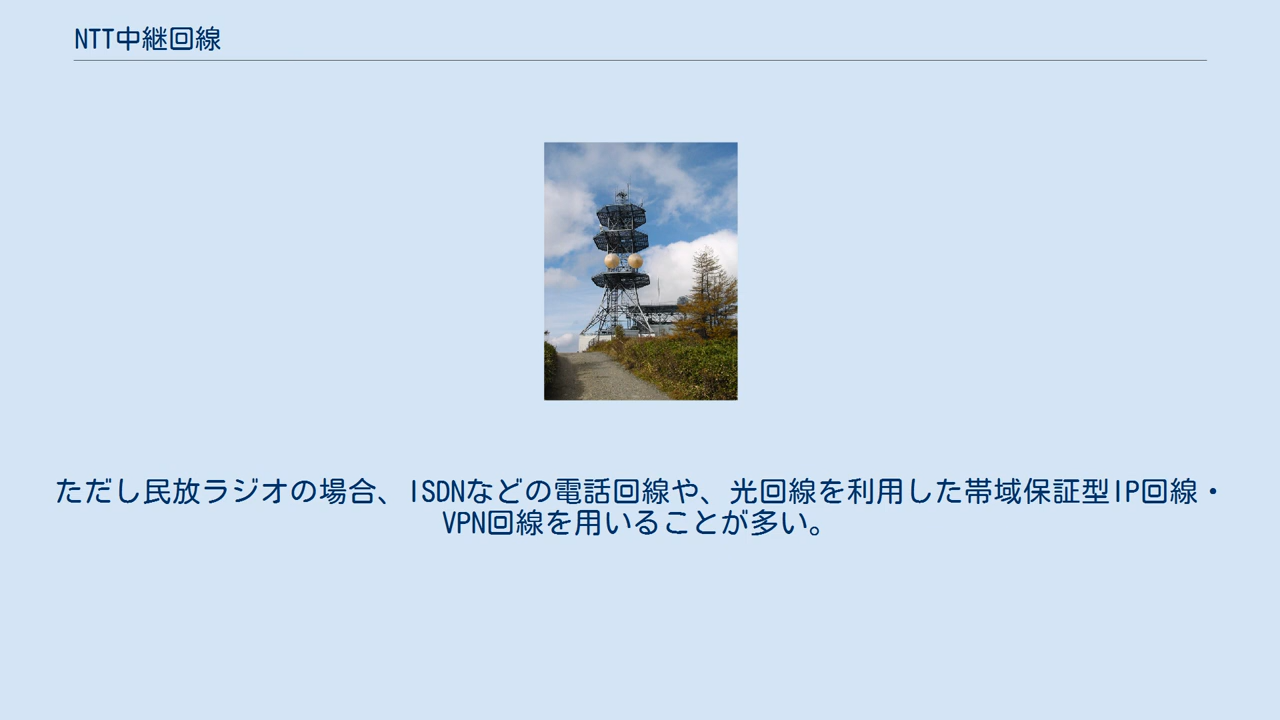 NTT中継回線
ただし民放ラジオの場合、ISDNなどの電話回線や、光回線を利用した帯域保証型IP回線・
VPN回線を用いることが多い。